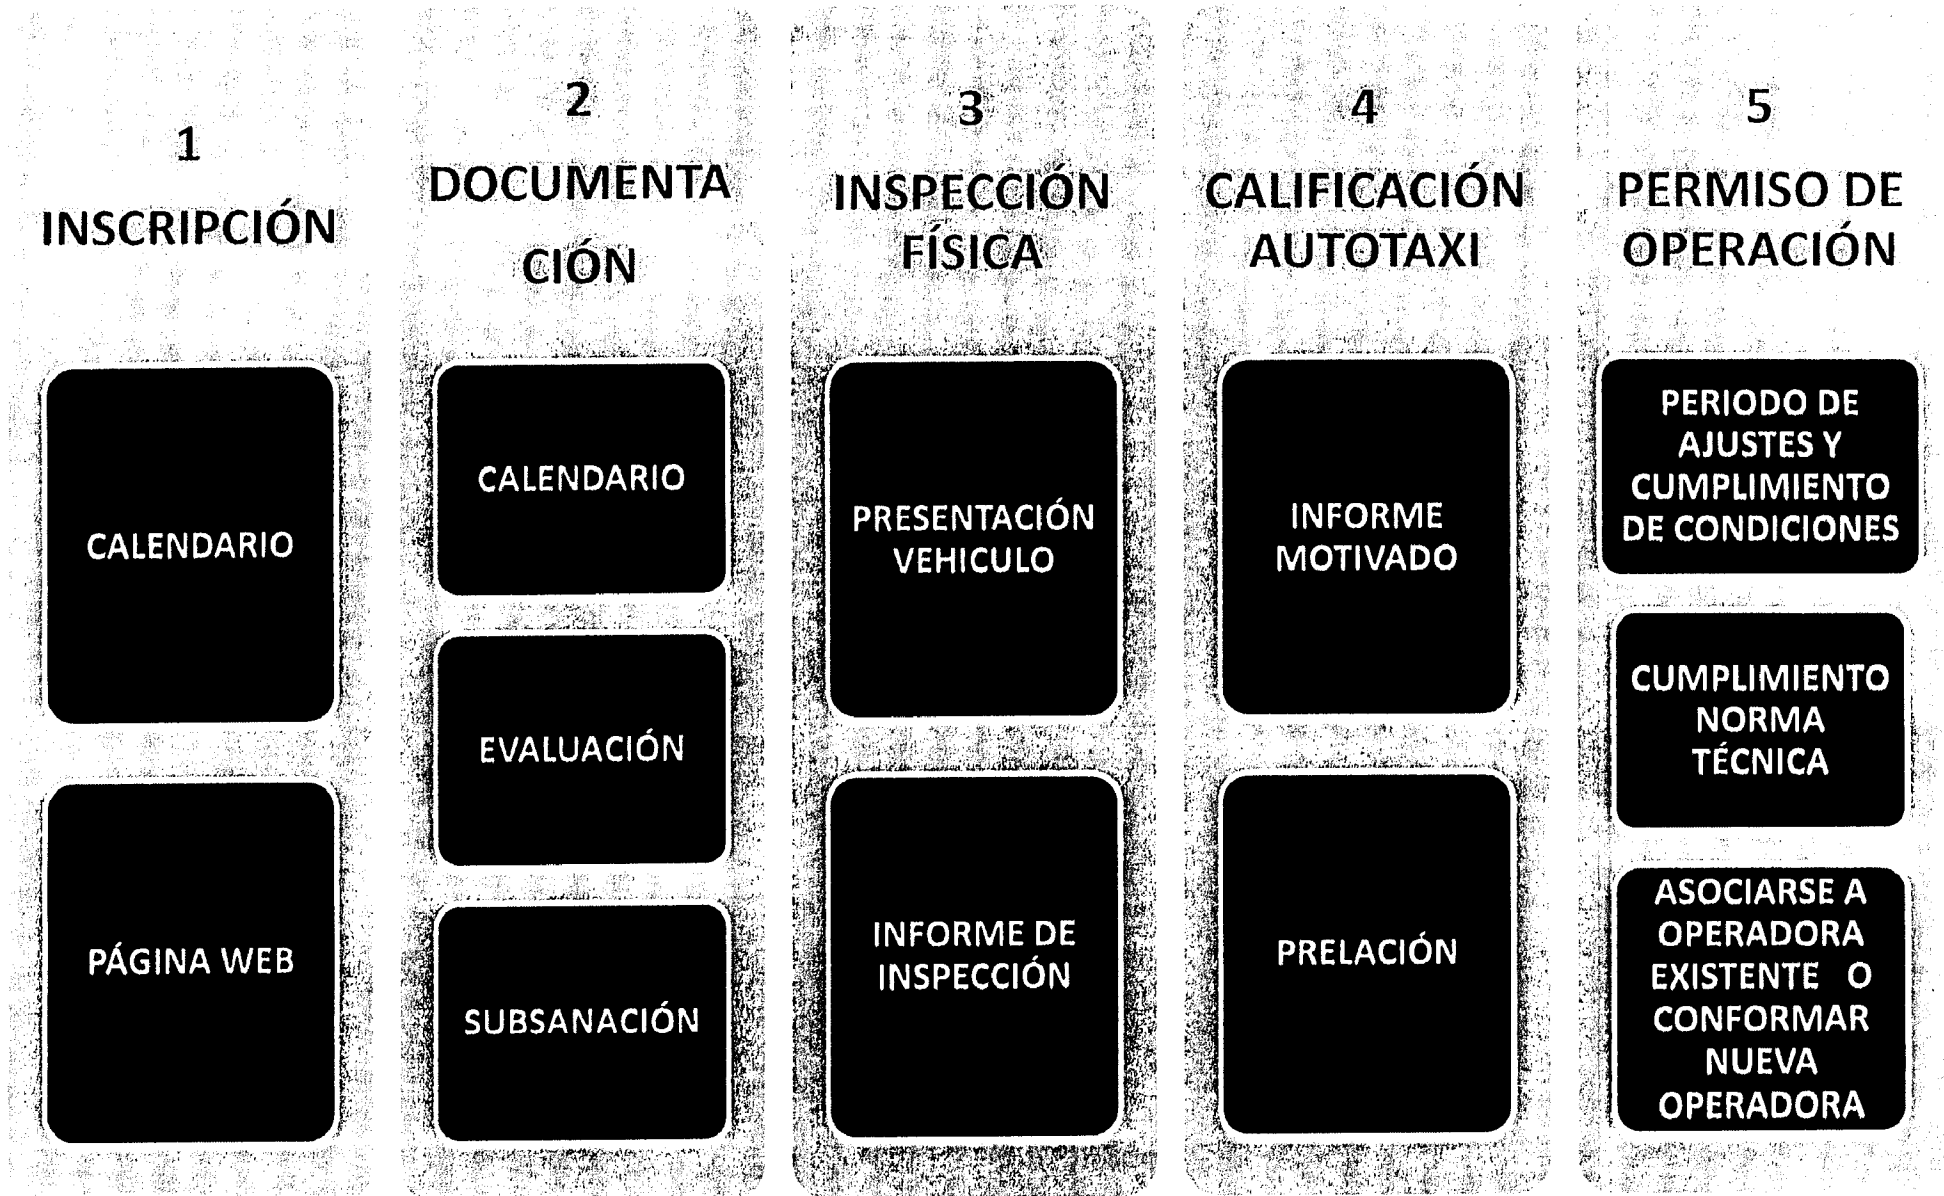 1
INSCRIPCIÓN
CALENDARIO
PÁGINA WEB
2
DOCUMENTA
CIÓN
CALENDARIO
EVALUACIÓN
SUBSANACIÓN
3
INSPECCIÓN
FÍSICA
PRESENTACIÓN
VEHICULO
INFORME DE
INSPECCIÓN
4
CALIFICACIÓN
AUTOTAXI
INFORME
MOTIVADO
PRELACIÓN
5
PERMISO DE
OPERACIÓN
PERIODO DE
AJUSTES Y
CUMPLIMIENTO
DE CONDICIONES
CUMPLIMIENTO
NORMA
TÉCNICA
ASOCIARSE A
OPERADORA
EXISTENTE O
CONFORMAR
NUEVA
OPERADORA